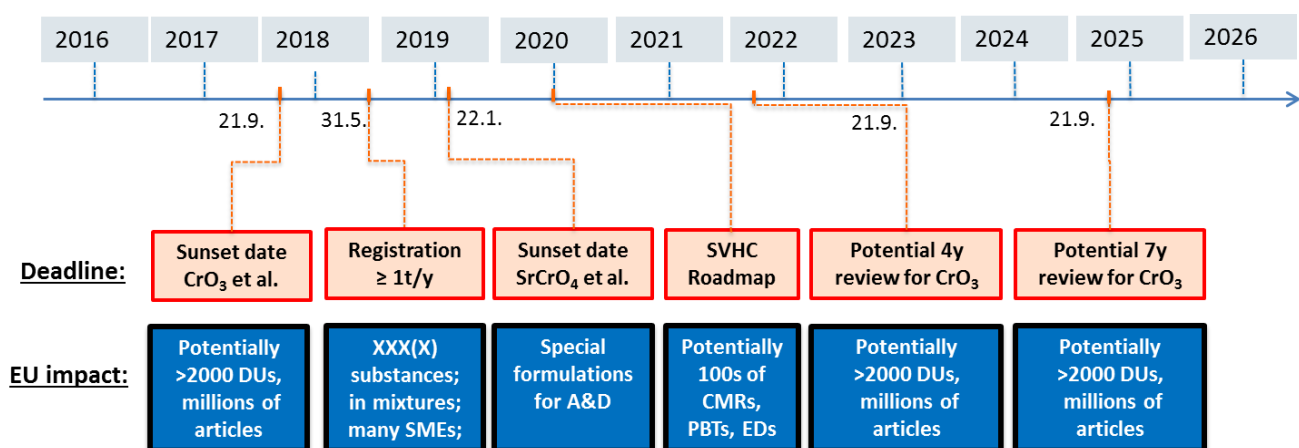 2016 2017 2018 2019 2020 2021 2022 2023 2024 2025 2026
21.9. 31.5. 22.1. 21.9. 21.9.
Deadline:
Sunset date
CrO₃ et al.
Registration
≥ 1t/y
Sunset date
SrCrO₄ et al.
SVHC
Roadmap
Potential 4y
review for CrO₃
Potential 7y
review for CrO₃
EU impact:
Potentially
>2000 DUs,
millions of
articles
XXX(X)
substances;
in mixtures;
many SMEs;
Special
formulations
for A&D
Potentially
100s of
CMRs,
PBTs, EDs
Potentially
>2000 DUs,
millions of
articles
Potentially
>2000 DUs,
millions of
articles